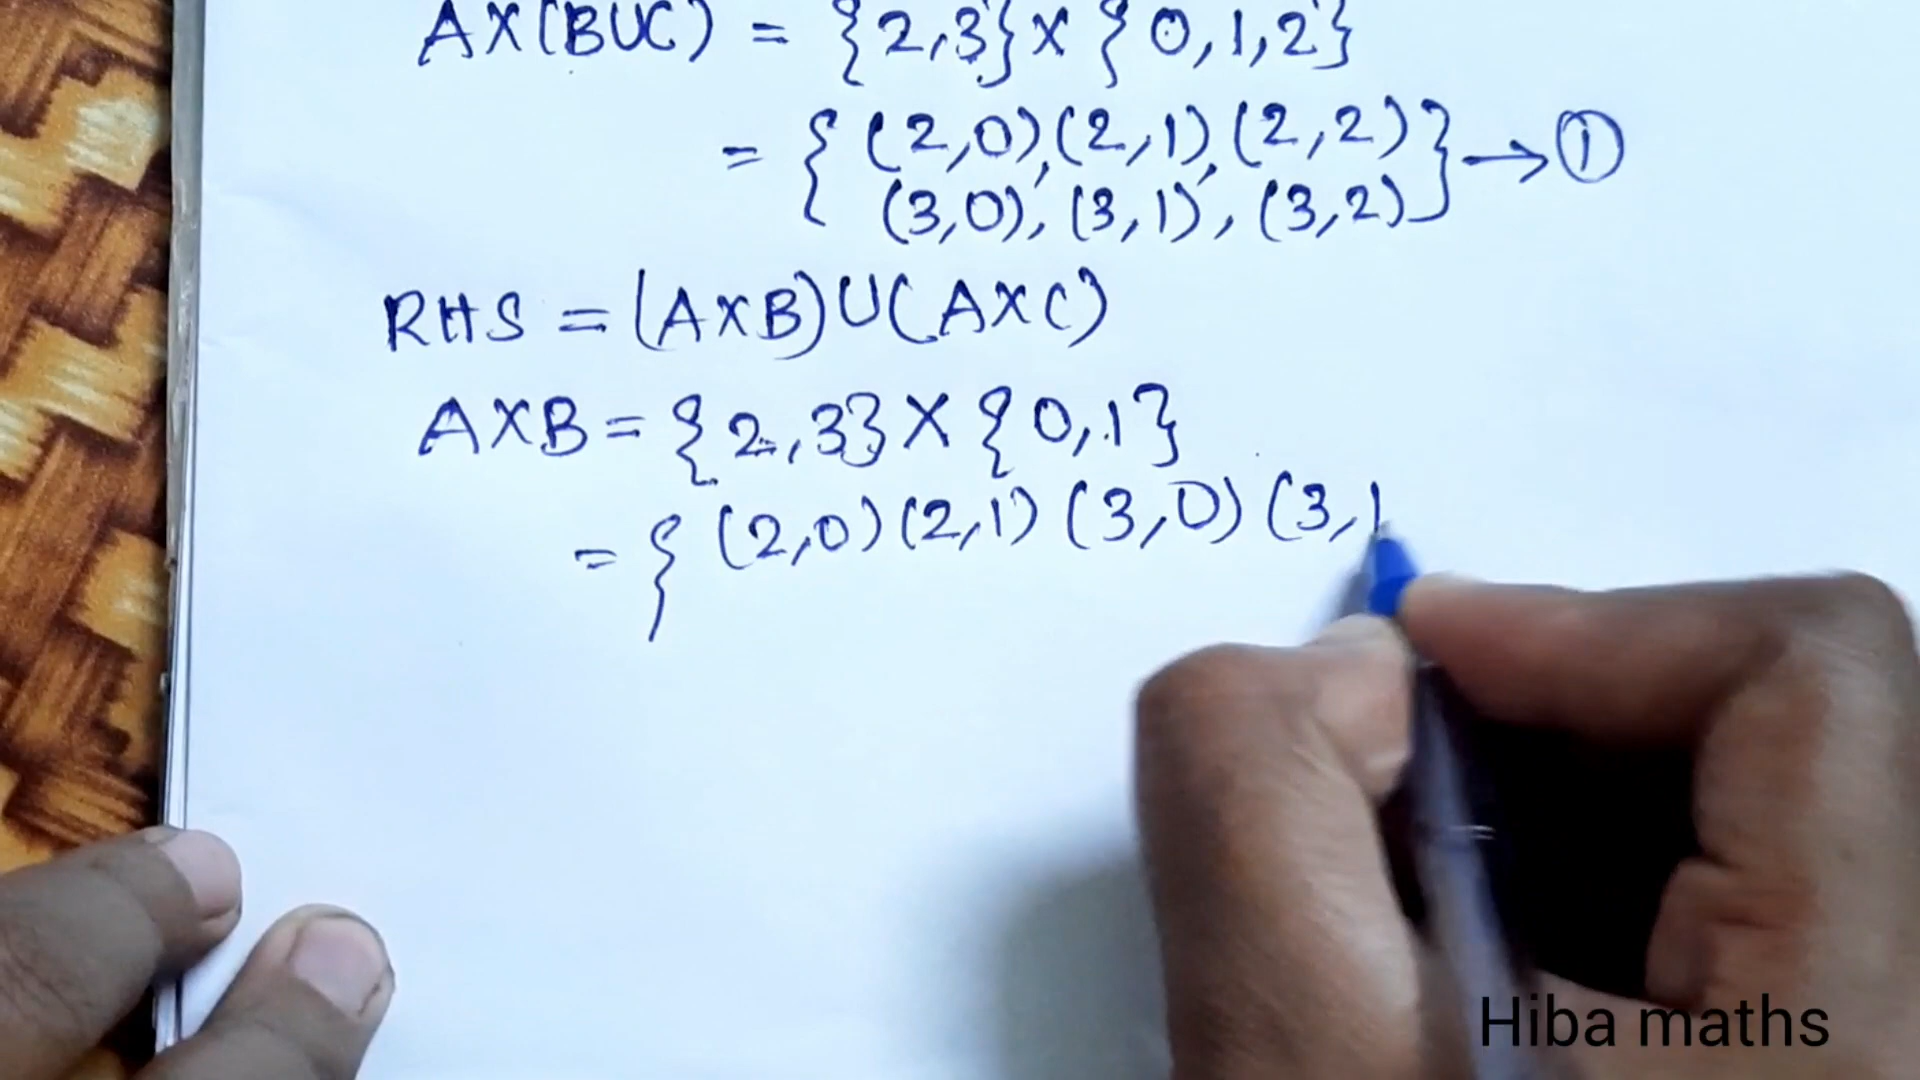 AX(BUC) = {2,3}X{0,1,2}
= {(2,0),(2,1),(2,2)
(3,0),(3,1),(3,2)} → ①
RHS = (AXB)U(AXC)
AXB = {2,3}X{0,1}
= {(2,0)(2,1)(3,0)(3,1
Hiba maths